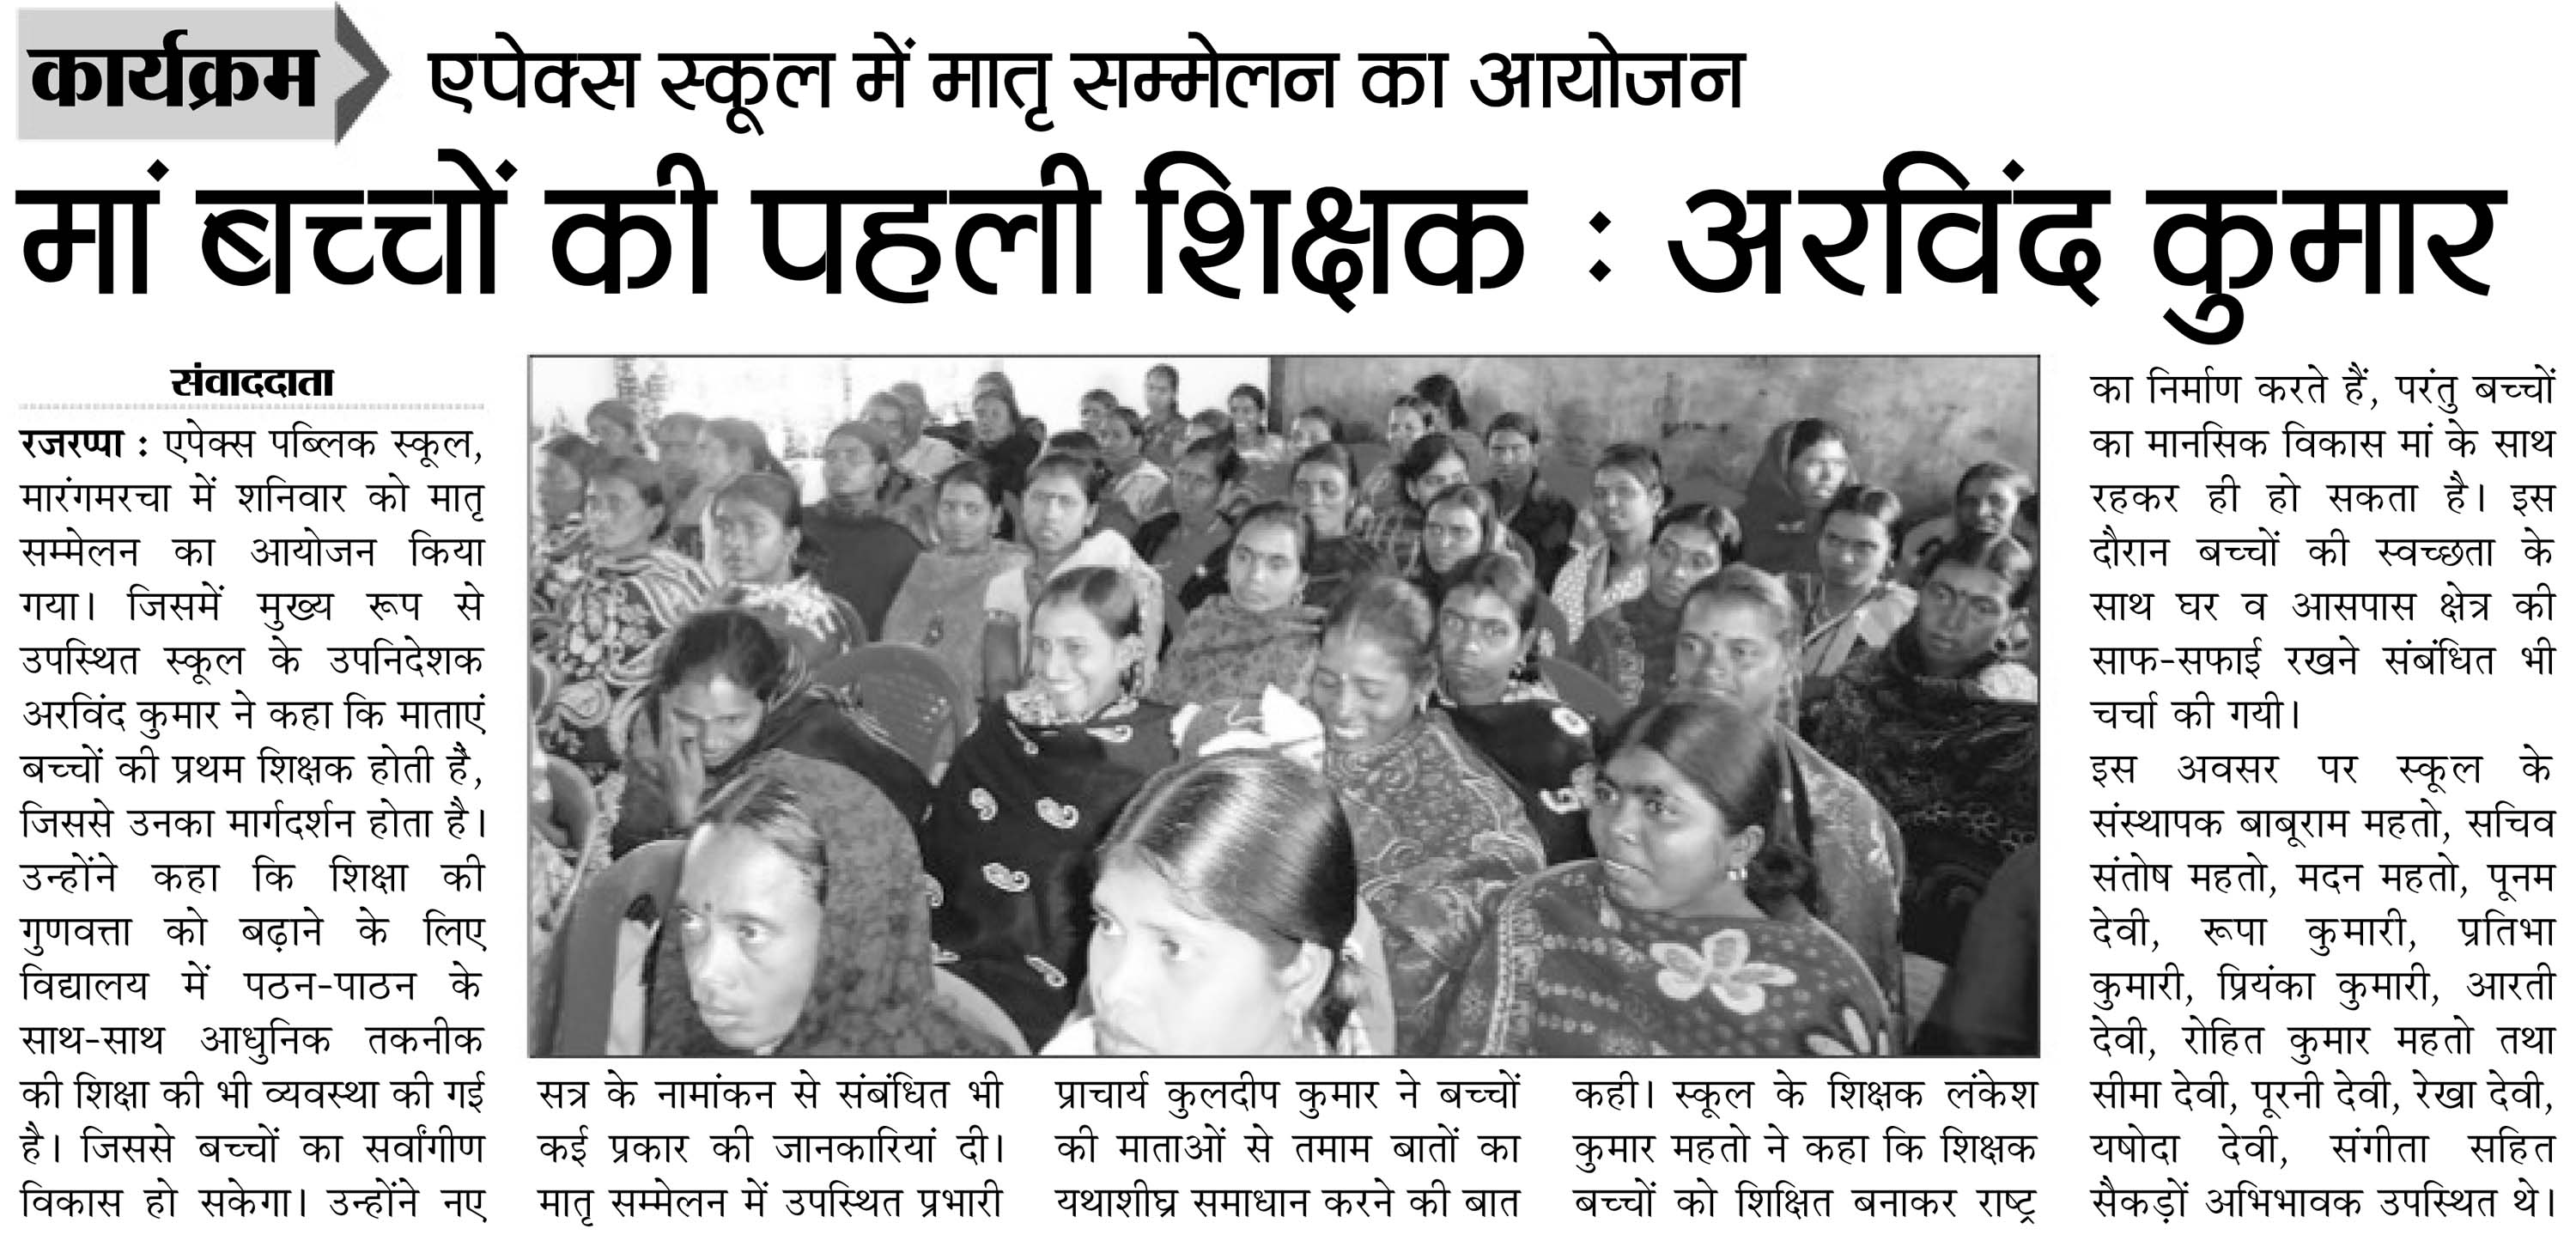 कार्यक्रम
एपेक्स स्कूल में मातृ सम्मेलन का आयोजन
मां बच्चों की पहली शिक्षक : अरविंद कुमार
संवाददाता
रजरप्पा : एपेक्स पब्लिक स्कूल,
मारंगमरचा में शनिवार को मातृ
सम्मेलन का आयोजन किया
गया। जिसमें मुख्य रूप से
उपस्थित स्कूल के उपनिदेशक
अरविंद कुमार ने कहा कि माताएं
बच्चों की प्रथम शिक्षक होती हैं,
जिससे उनका मार्गदर्शन होता है।
उन्होंने कहा कि शिक्षा की
गुणवत्ता को बढ़ाने के लिए
विद्यालय में पठन-पाठन के
साथ-साथ आधुनिक तकनीक
की शिक्षा की भी व्यवस्था की गई
है। जिससे बच्चों का सर्वांगीण
विकास हो सकेगा। उन्होंने नए
सत्र के नामांकन से संबंधित भी
कई प्रकार की जानकारियां दी।
मातृ सम्मेलन में उपस्थित प्रभारी
प्राचार्य कुलदीप कुमार ने बच्चों
की माताओं से तमाम बातों का
यथाशीघ्र समाधान करने की बात
कही। स्कूल के शिक्षक लंकेश
कुमार महतो ने कहा कि शिक्षक
बच्चों को शिक्षित बनाकर राष्ट्र
का निर्माण करते हैं, परंतु बच्चों
का मानसिक विकास मां के साथ
रहकर ही हो सकता है। इस
दौरान बच्चों की स्वच्छता के
साथ घर व आसपास क्षेत्र की
साफ-सफाई रखने संबंधित भी
चर्चा की गयी।
इस अवसर पर स्कूल के
संस्थापक बाबूराम महतो, सचिव
संतोष महतो, मदन महतो, पूनम
देवी, रूपा कुमारी, प्रतिभा
कुमारी, प्रियंका कुमारी, आरती
देवी, रोहित कुमार महतो तथा
सीमा देवी, पूरनी देवी, रेखा देवी,
यषोदा देवी, संगीता सहित
सैकड़ों अभिभावक उपस्थित थे।